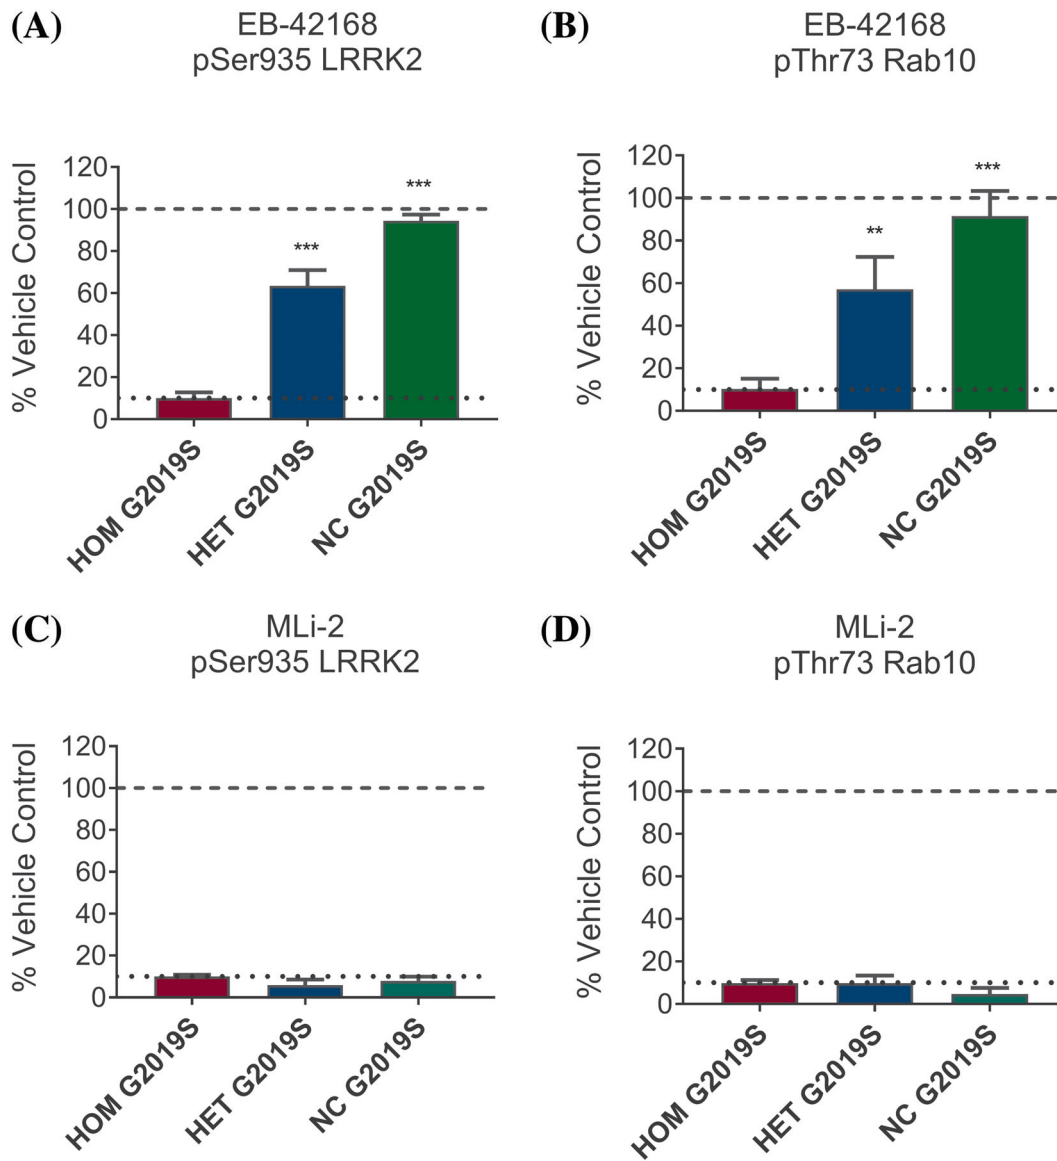 (A)
EB-42168
pSer935 LRRK2
% Vehicle Control
120
100
80
60
40
20
0
***
***
HOM G2019S
HET G2019S
NC G2019S
(B)
EB-42168
pThr73 Rab10
% Vehicle Control
120
100
80
60
40
20
0
**
***
HOM G2019S
HET G2019S
NC G2019S
(C)
MLi-2
pSer935 LRRK2
% Vehicle Control
120
100
80
60
40
20
0
HOM G2019S
HET G2019S
NC G2019S
(D)
MLi-2
pThr73 Rab10
% Vehicle Control
120
100
80
60
40
20
0
HOM G2019S
HET G2019S
NC G2019S